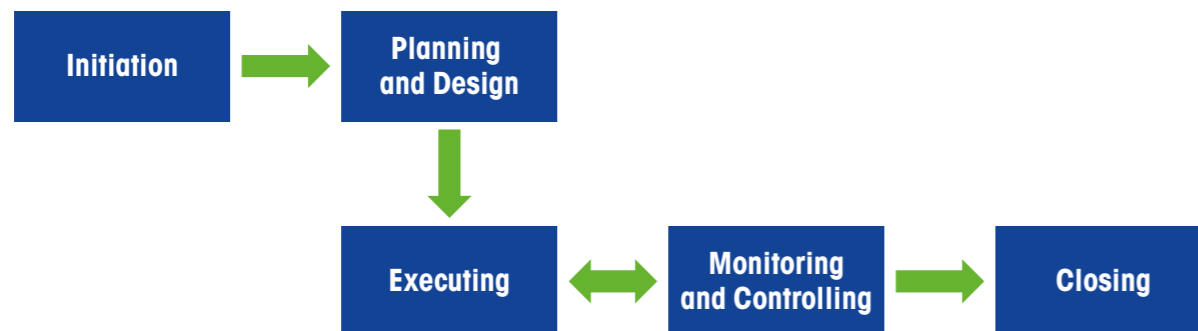 Initiation
Planning
and Design
Executing
Monitoring
and Controlling
Closing